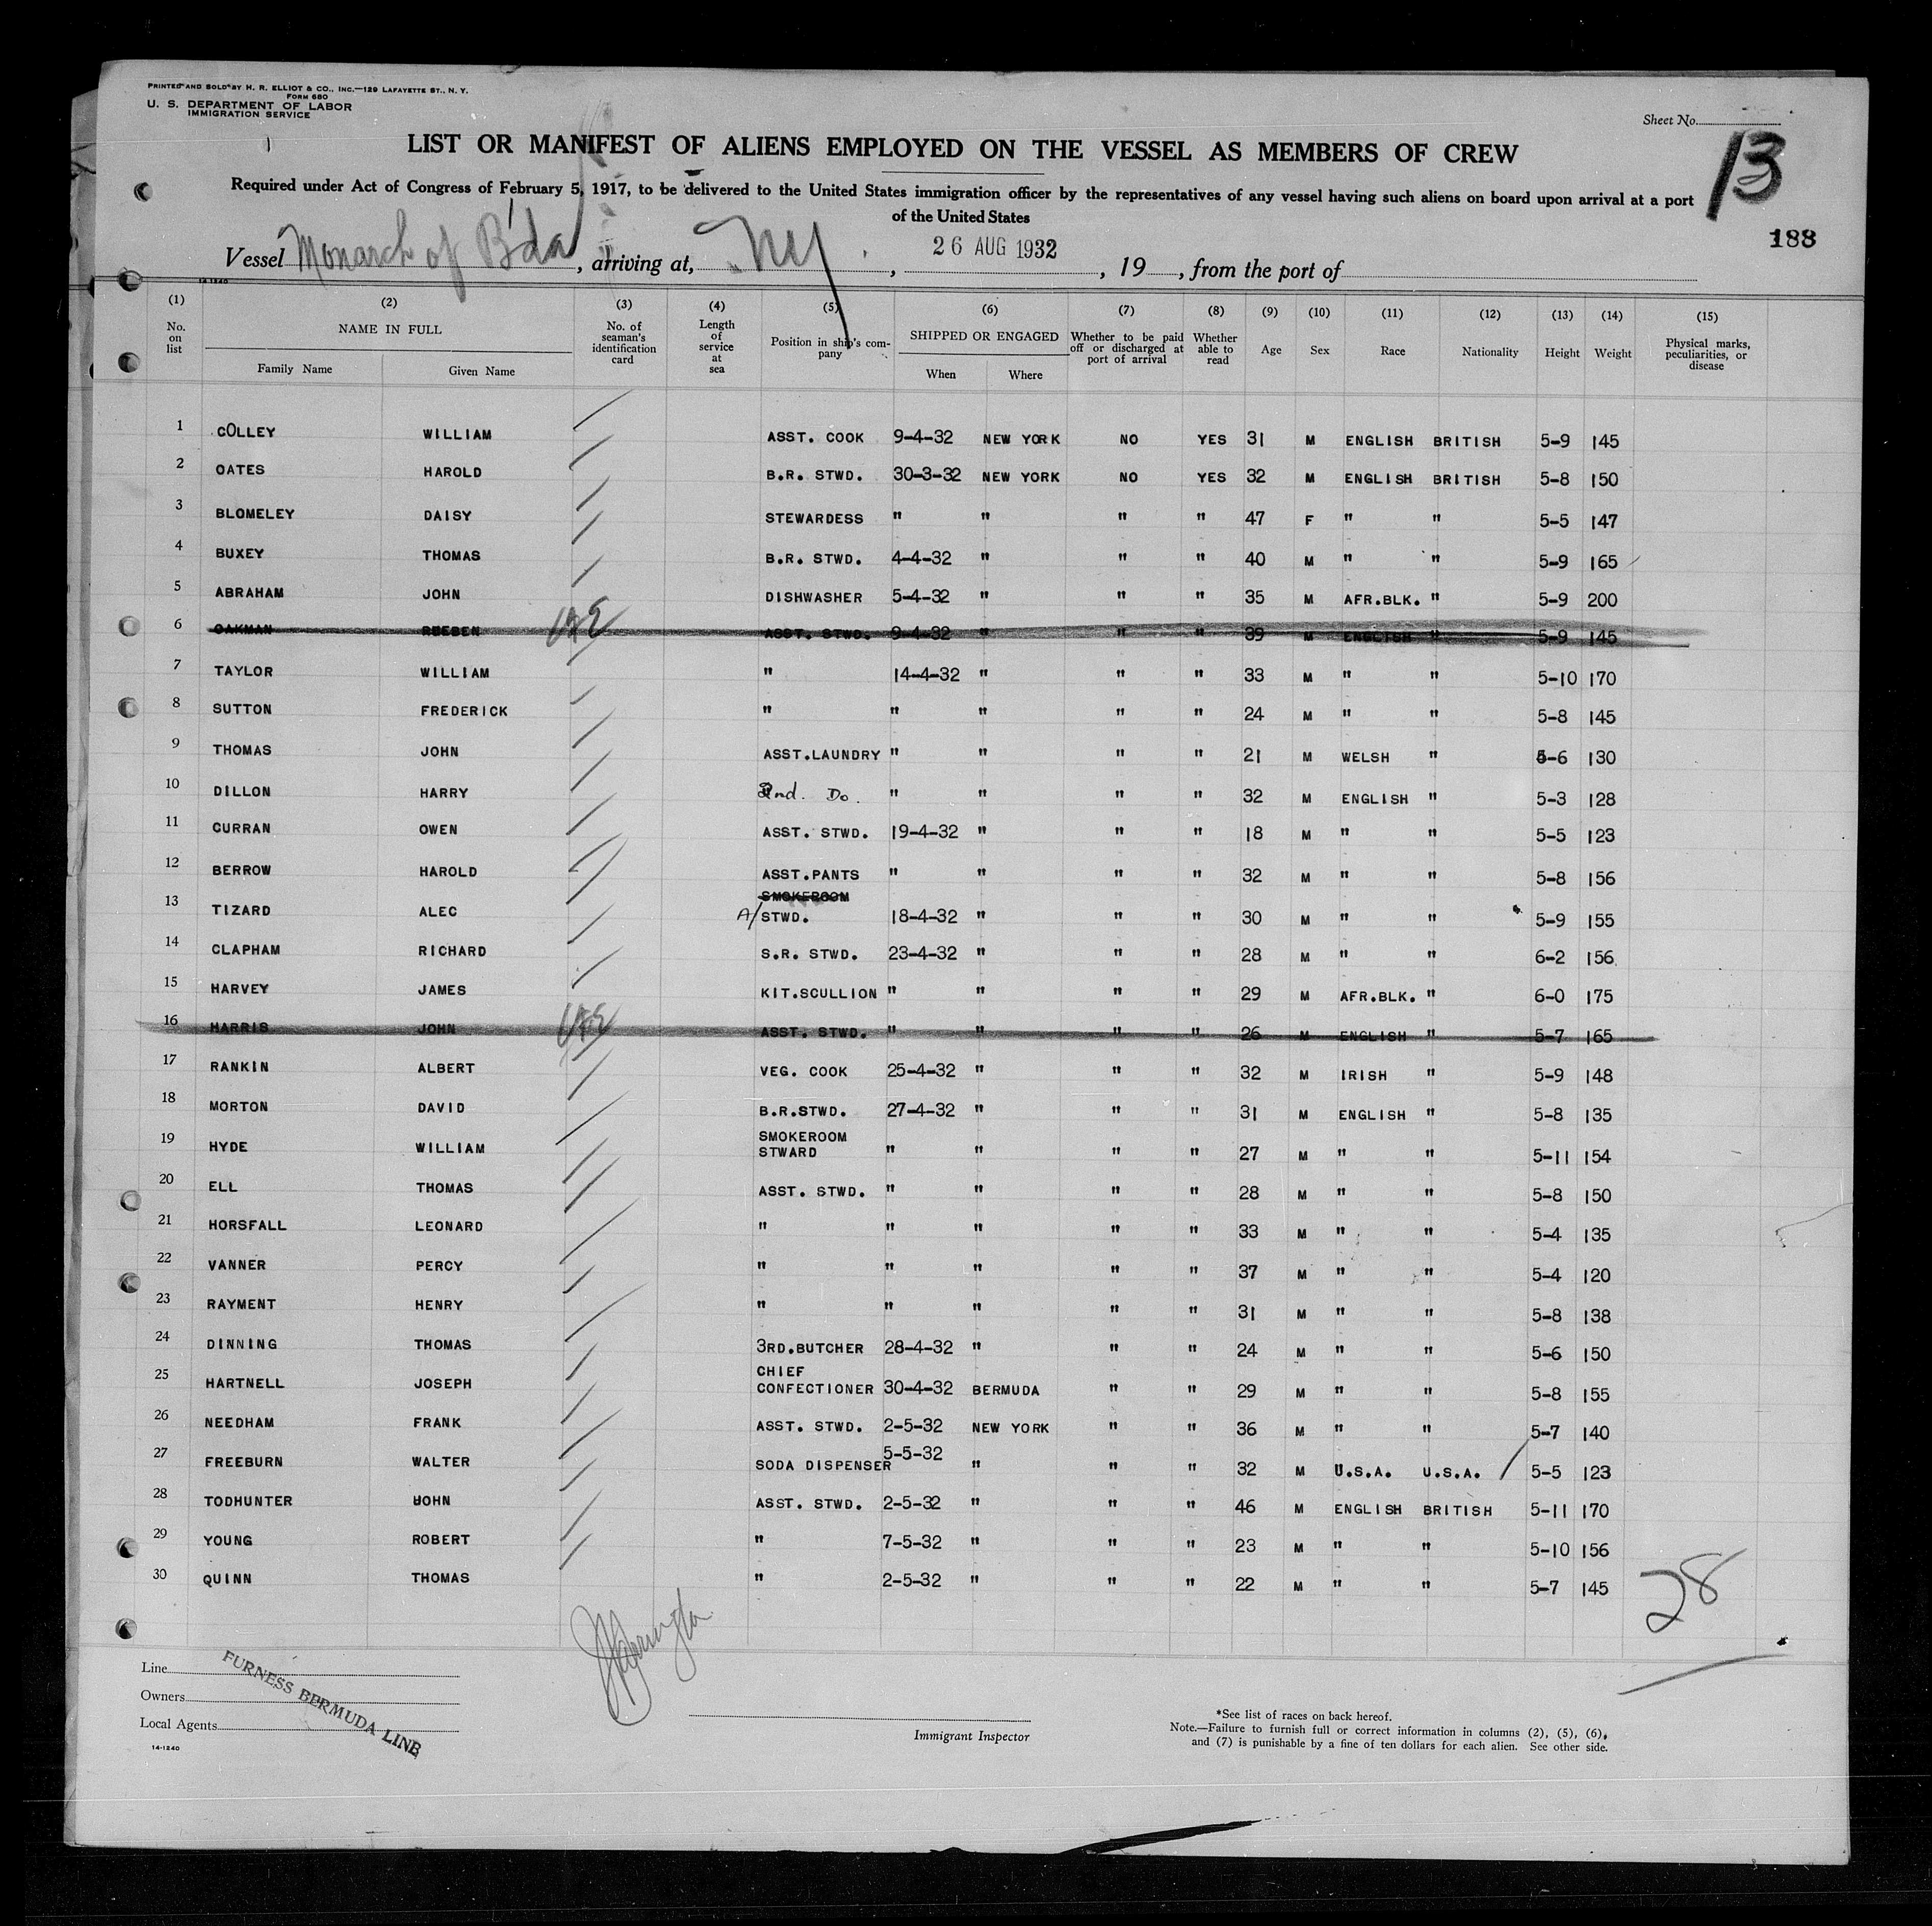 PRINTED AND SOLD BY H. R. ELLIOT & CO., INC.—129 LAFAYETTE ST., N. Y.
FORM 680
U. S. DEPARTMENT OF LABOR
IMMIGRATION SERVICE
Sheet No.
13
LIST OR MANIFEST OF ALIENS EMPLOYED ON THE VESSEL AS MEMBERS OF CREW
Required under Act of Congress of February 5, 1917, to be delivered to the United States immigration officer by the representatives of any vessel having such aliens on board upon arrival at a port
of the United States
188
Vessel Monarch of B'da, arriving at, NY, 26 AUG 1932, 19 , from the port of
14-1240
(1) (2) (3) (4) (5) (6) (7) (8) (9) (10) (11) (12) (13) (14) (15)
No. on list NAME IN FULL Family Name Given Name No. of seaman's identification card Length of service at sea Position in ship's company SHIPPED OR ENGAGED When Where Whether to be paid off or discharged at port of arrival Whether able to read Age Sex Race Nationality Height Weight Physical marks, peculiarities, or disease
1 COLLEY WILLIAM ASST. COOK 9-4-32 NEW YORK NO YES 31 M ENGLISH BRITISH 5-9 145
2 OATES HAROLD B.R. STWD. 30-3-32 NEW YORK NO YES 32 M ENGLISH BRITISH 5-8 150
3 BLOMELEY DAISY STEWARDESS " " " " 47 F " " 5-5 147
4 BUXEY THOMAS B.R. STWD. 4-4-32 " " " 40 M " " 5-9 165
5 ABRAHAM JOHN DISHWASHER 5-4-32 " " " 35 M AFR.BLK. " 5-9 200
6 OAKMAN RUEBEN ASST. STWD. 9-4-32 " " " 39 M ENGLISH " 5-9 145
7 TAYLOR WILLIAM " 14-4-32 " " " 33 M " " 5-10 170
8 SUTTON FREDERICK " " " " " 24 M " " 5-8 145
9 THOMAS JOHN ASST.LAUNDRY " " " " 21 M WELSH " 5-6 130
10 DILLON HARRY 2nd. Do. " " " " 32 M ENGLISH " 5-3 128
11 CURRAN OWEN ASST. STWD. 19-4-32 " " " 18 M " " 5-5 123
12 BERROW HAROLD ASST.PANTS " " " " 32 M " " 5-8 156
SMOKEROOM
13 TIZARD ALEC A/ STWD. 18-4-32 " " " 30 M " " 5-9 155
14 CLAPHAM RICHARD S.R. STWD. 23-4-32 " " " 28 M " " 6-2 156
15 HARVEY JAMES KIT.SCULLION " " " " 29 M AFR.BLK. " 6-0 175
16 HARRIS JOHN ASST. STWD. " " " " 26 M ENGLISH " 5-7 165
17 RANKIN ALBERT VEG. COOK 25-4-32 " " " 32 M IRISH " 5-9 148
18 MORTON DAVID B.R.STWD. 27-4-32 " " " 31 M ENGLISH " 5-8 135
SMOKEROOM
19 HYDE WILLIAM STWARD " " " " 27 M " " 5-11 154
20 ELL THOMAS ASST. STWD. " " " " 28 M " " 5-8 150
21 HORSFALL LEONARD " " " " " 33 M " " 5-4 135
22 VANNER PERCY " " " " " 37 M " " 5-4 120
23 RAYMENT HENRY " " " " " 31 M " " 5-8 138
24 DINNING THOMAS 3RD.BUTCHER 28-4-32 " " " 24 M " " 5-6 150
CHIEF
25 HARTNELL JOSEPH CONFECTIONER 30-4-32 BERMUDA " " 29 M " " 5-8 155
26 NEEDHAM FRANK ASST. STWD. 2-5-32 NEW YORK " " 36 M " " 5-7 140
27 FREEBURN WALTER SODA DISPENSER 5-5-32 " " " 32 M U.S.A. U.S.A. 5-5 123
28 TODHUNTER JOHN ASST. STWD. 2-5-32 " " " 46 M ENGLISH BRITISH 5-11 170
29 YOUNG ROBERT " 7-5-32 " " " 23 M " " 5-10 156
30 QUINN THOMAS " 2-5-32 " " " 22 M " " 5-7 145
28
Line
Owners
Local Agents
FURNESS BERMUDA LINE
14-1240
Immigrant Inspector
*See list of races on back hereof.
Note.—Failure to furnish full or correct information in columns (2), (5), (6),
and (7) is punishable by a fine of ten dollars for each alien. See other side.